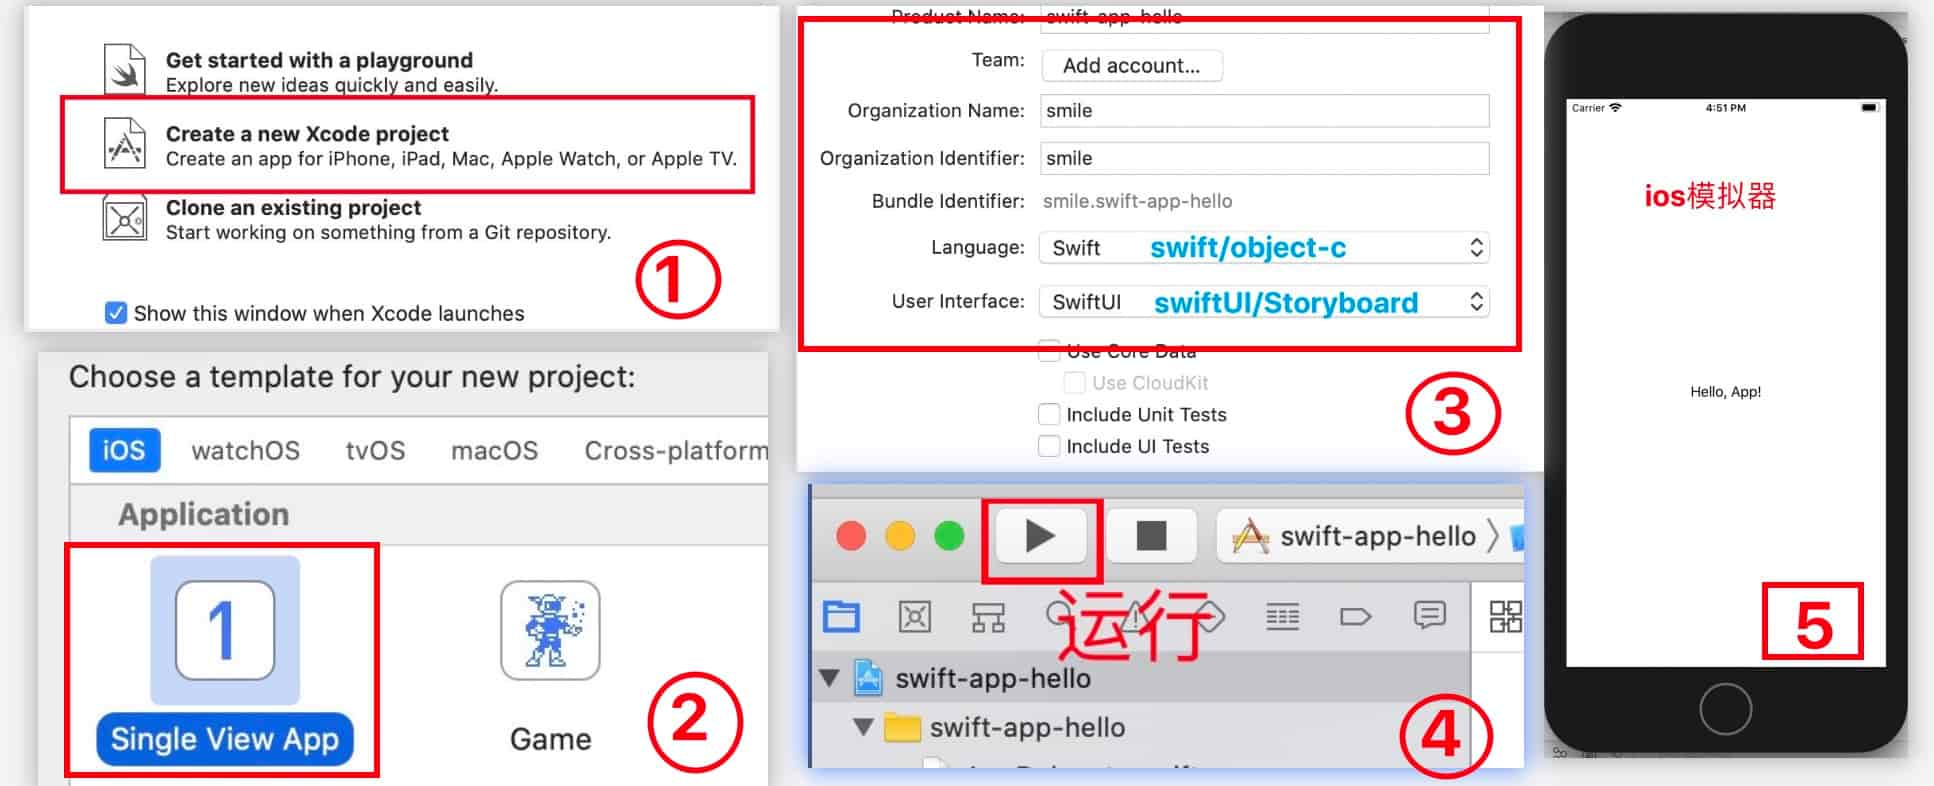 Get started with a playground
Explore new ideas quickly and easily.
Create a new Xcode project
Create an app for iPhone, iPad, Mac, Apple Watch, or Apple TV.
Clone an existing project
Start working on something from a Git repository.
1
Show this window when Xcode launches
Choose a template for your new project:
iOS watchOS tvOS macOS Cross-platform
Application
1
Single View App
Game
2
Product Name: swift-app-hello
Team: Add account...
Organization Name: smile
Organization Identifier: smile
Bundle Identifier: smile.swift-app-hello
Language: Swift swift/object-c
User Interface: SwiftUI swiftUI/Storyboard
Use Core Data
Use CloudKit
Include Unit Tests
Include UI Tests
3
swift-app-hello
运行
swift-app-hello
swift-app-hello
4
Carrier 4:51 PM
ios模拟器
Hello, App!
5